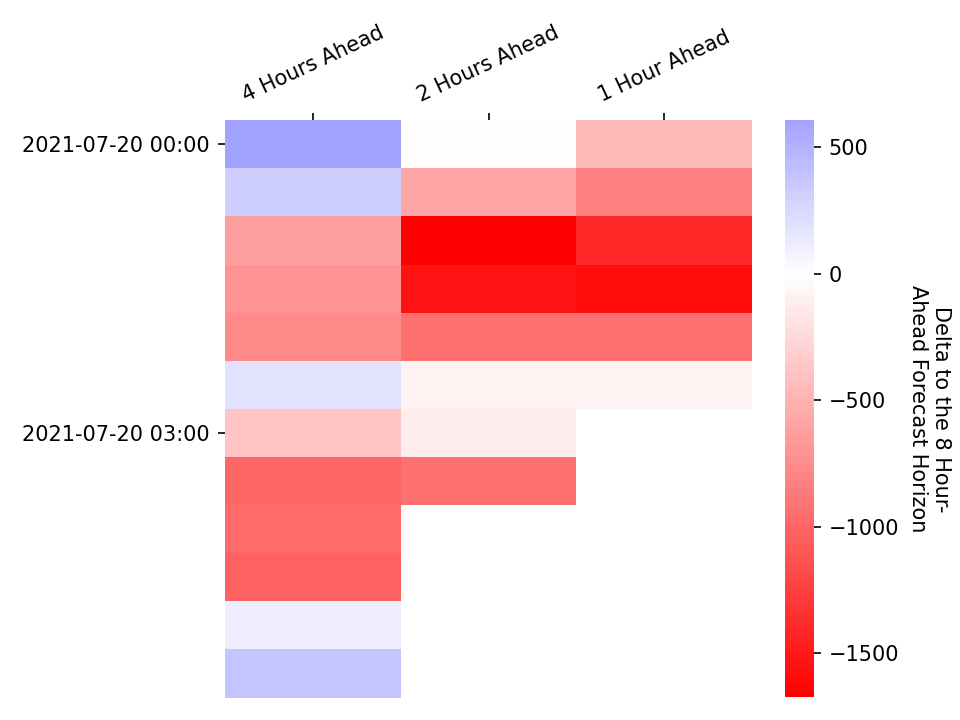 4 Hours Ahead
2 Hours Ahead
1 Hour Ahead
2021-07-20 00:00
2021-07-20 03:00
500
0
−500
−1000
−1500
Delta to the 8 Hour-
Ahead Forecast Horizon